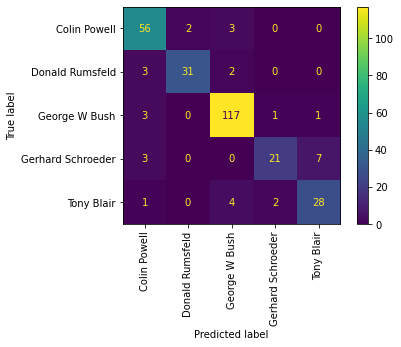 Colin Powell 56 2 3 0 0
Donald Rumsfeld 3 31 2 0 0
George W Bush 3 0 117 1 1
Gerhard Schroeder 3 0 0 21 7
Tony Blair 1 0 4 2 28
True label
Colin Powell
Donald Rumsfeld
George W Bush
Gerhard Schroeder
Tony Blair
Predicted label
100
80
60
40
20
0